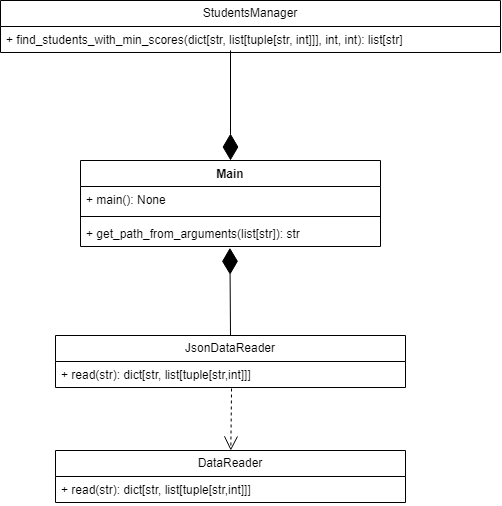 StudentsManager
+ find_students_with_min_scores(dict[str, list[tuple[str, int]]], int, int): list[str]
Main
+ main(): None
+ get_path_from_arguments(list[str]): str
JsonDataReader
+ read(str): dict[str, list[tuple[str,int]]]
DataReader
+ read(str): dict[str, list[tuple[str,int]]]